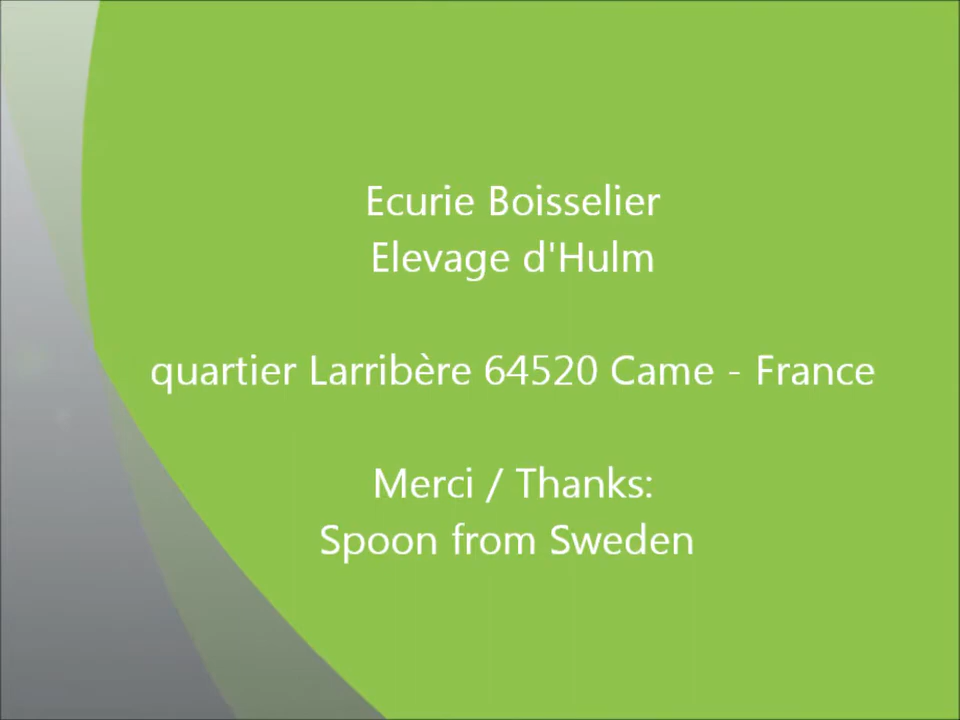 Ecurie Boisselier
Elevage d'Hulm
quartier Larribère 64520 Came - France
Merci / Thanks:
Spoon from Sweden